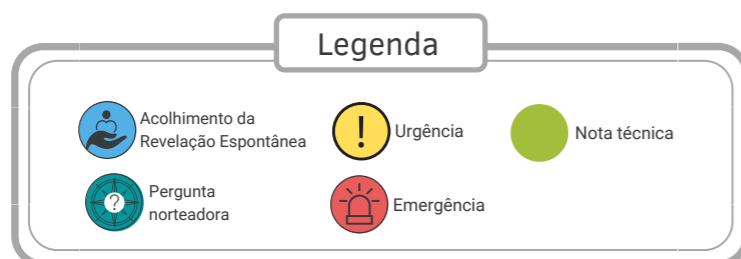 Legenda
Acolhimento da
Revelação Espontânea
!
Urgência
Nota técnica
?
Pergunta
norteadora
Emergência